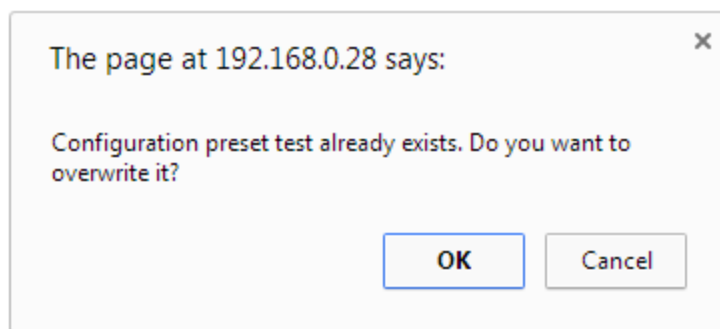 The page at 192.168.0.28 says:
Configuration preset test already exists. Do you want to
overwrite it?
OK
Cancel